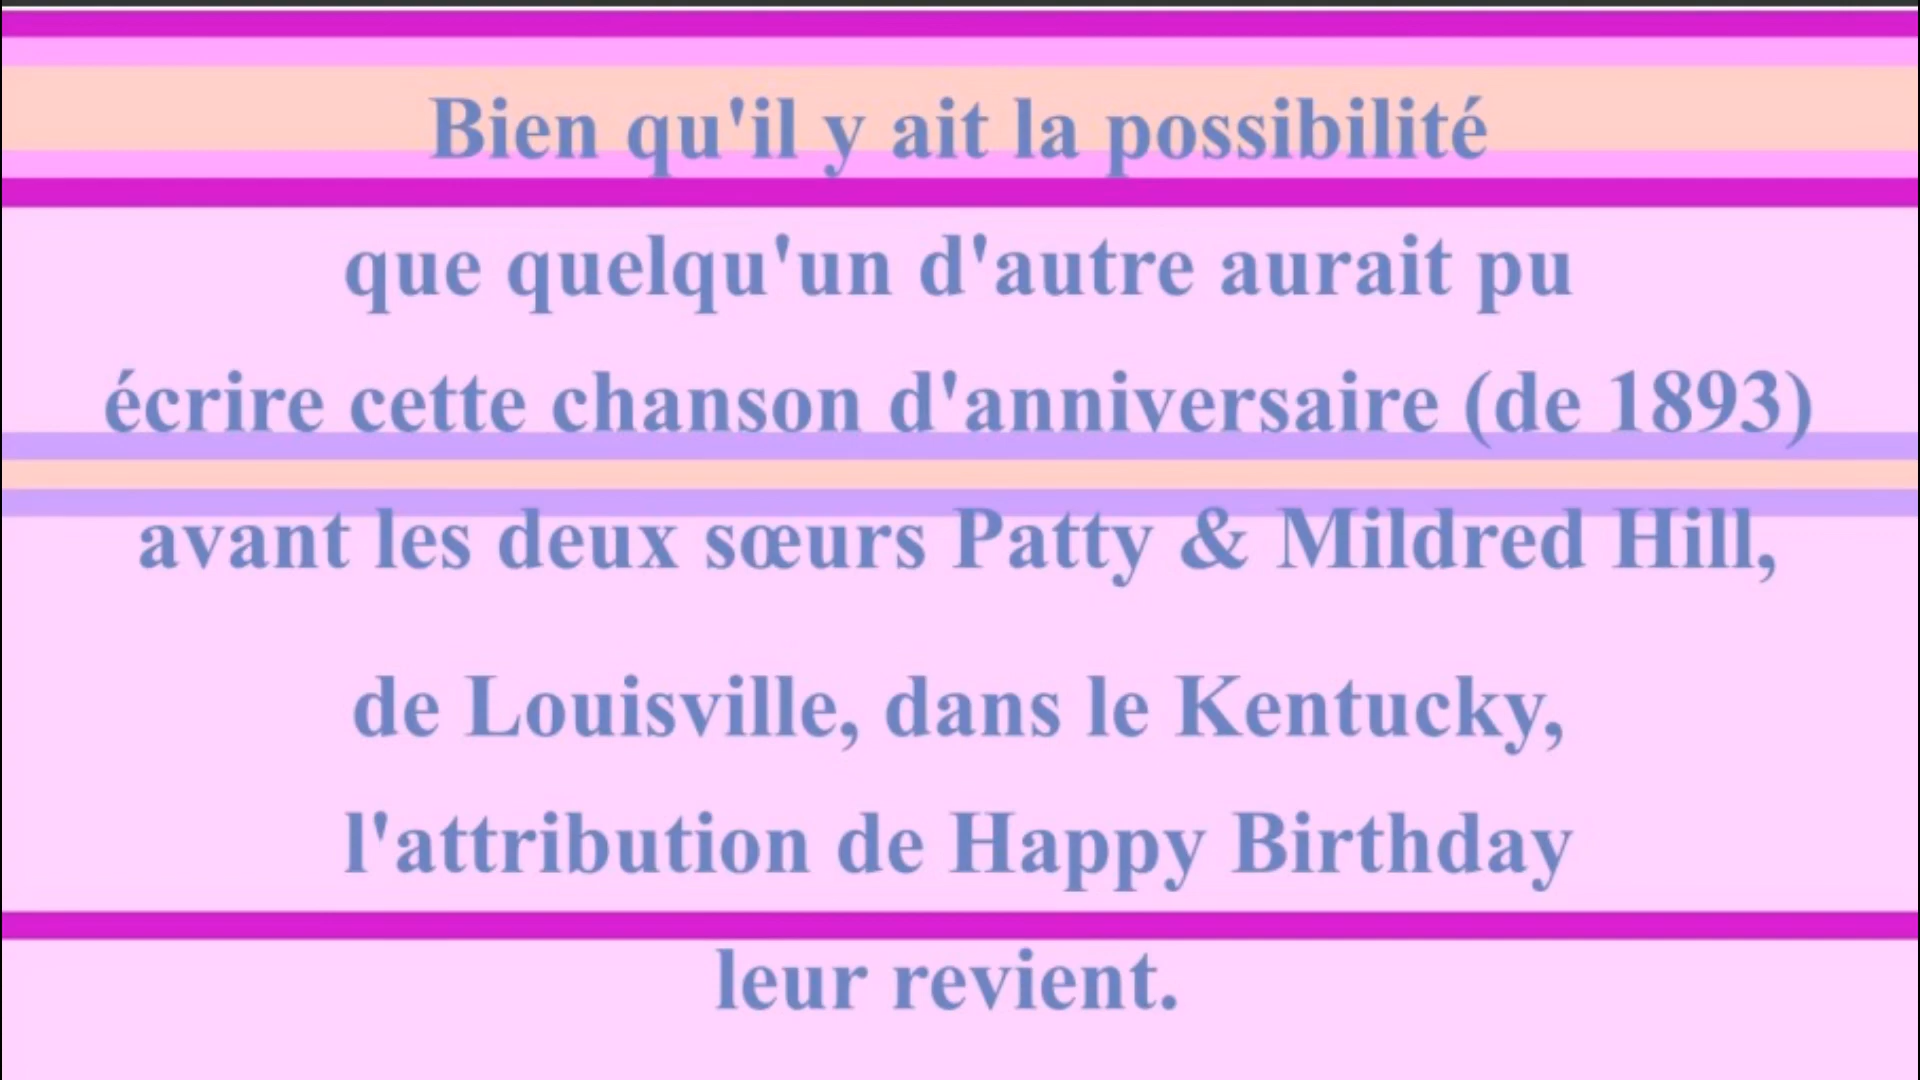 Bien qu'il y ait la possibilité
que quelqu'un d'autre aurait pu
écrire cette chanson d'anniversaire (de 1893)
avant les deux sœurs Patty & Mildred Hill,
de Louisville, dans le Kentucky,
l'attribution de Happy Birthday
leur revient.